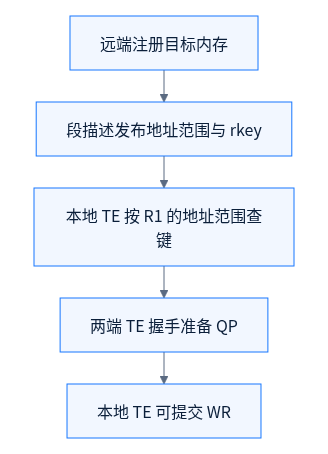 远端注册目标内存
段描述发布地址范围与 rkey
本地 TE 按 R1 的地址范围查
键
两端 TE 握手准备 QP
本地 TE 可提交 WR